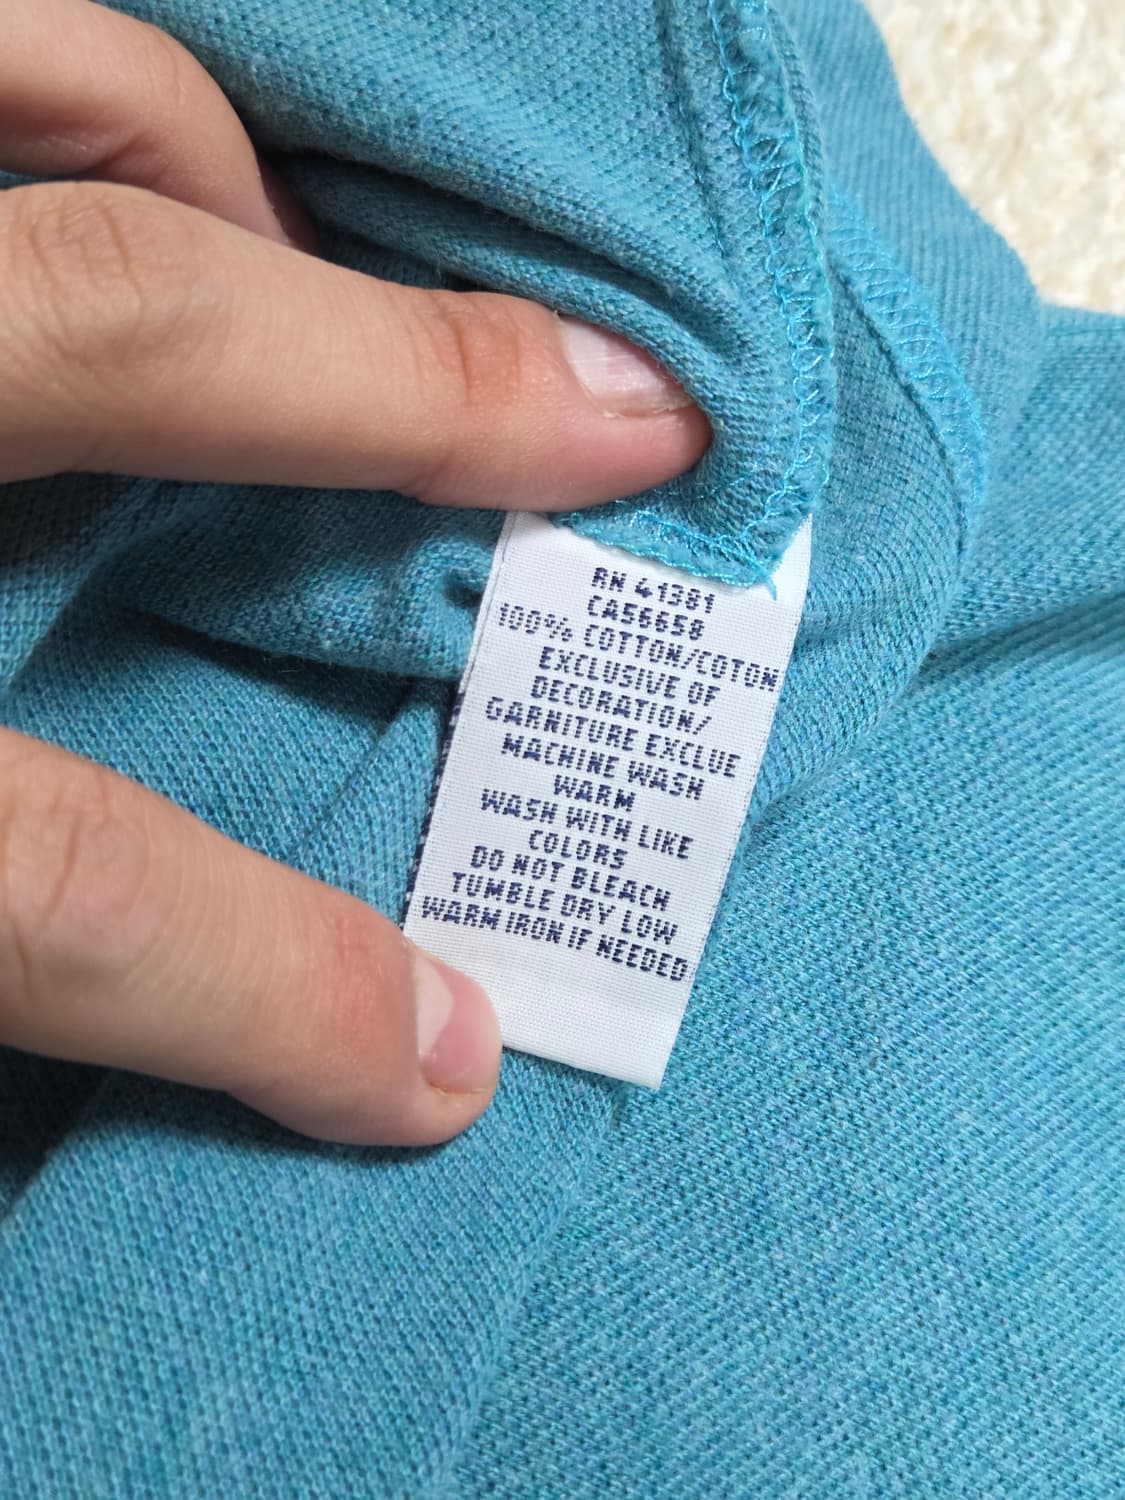 RN 41381
CA56658
100% COTTON/COTON
EXCLUSIVE OF
DECORATION/
GARNITURE EXCLUE
MACHINE WASH
WARM
WASH WITH LIKE
COLORS
DO NOT BLEACH
TUMBLE DRY LOW
WARM IRON IF NEEDED